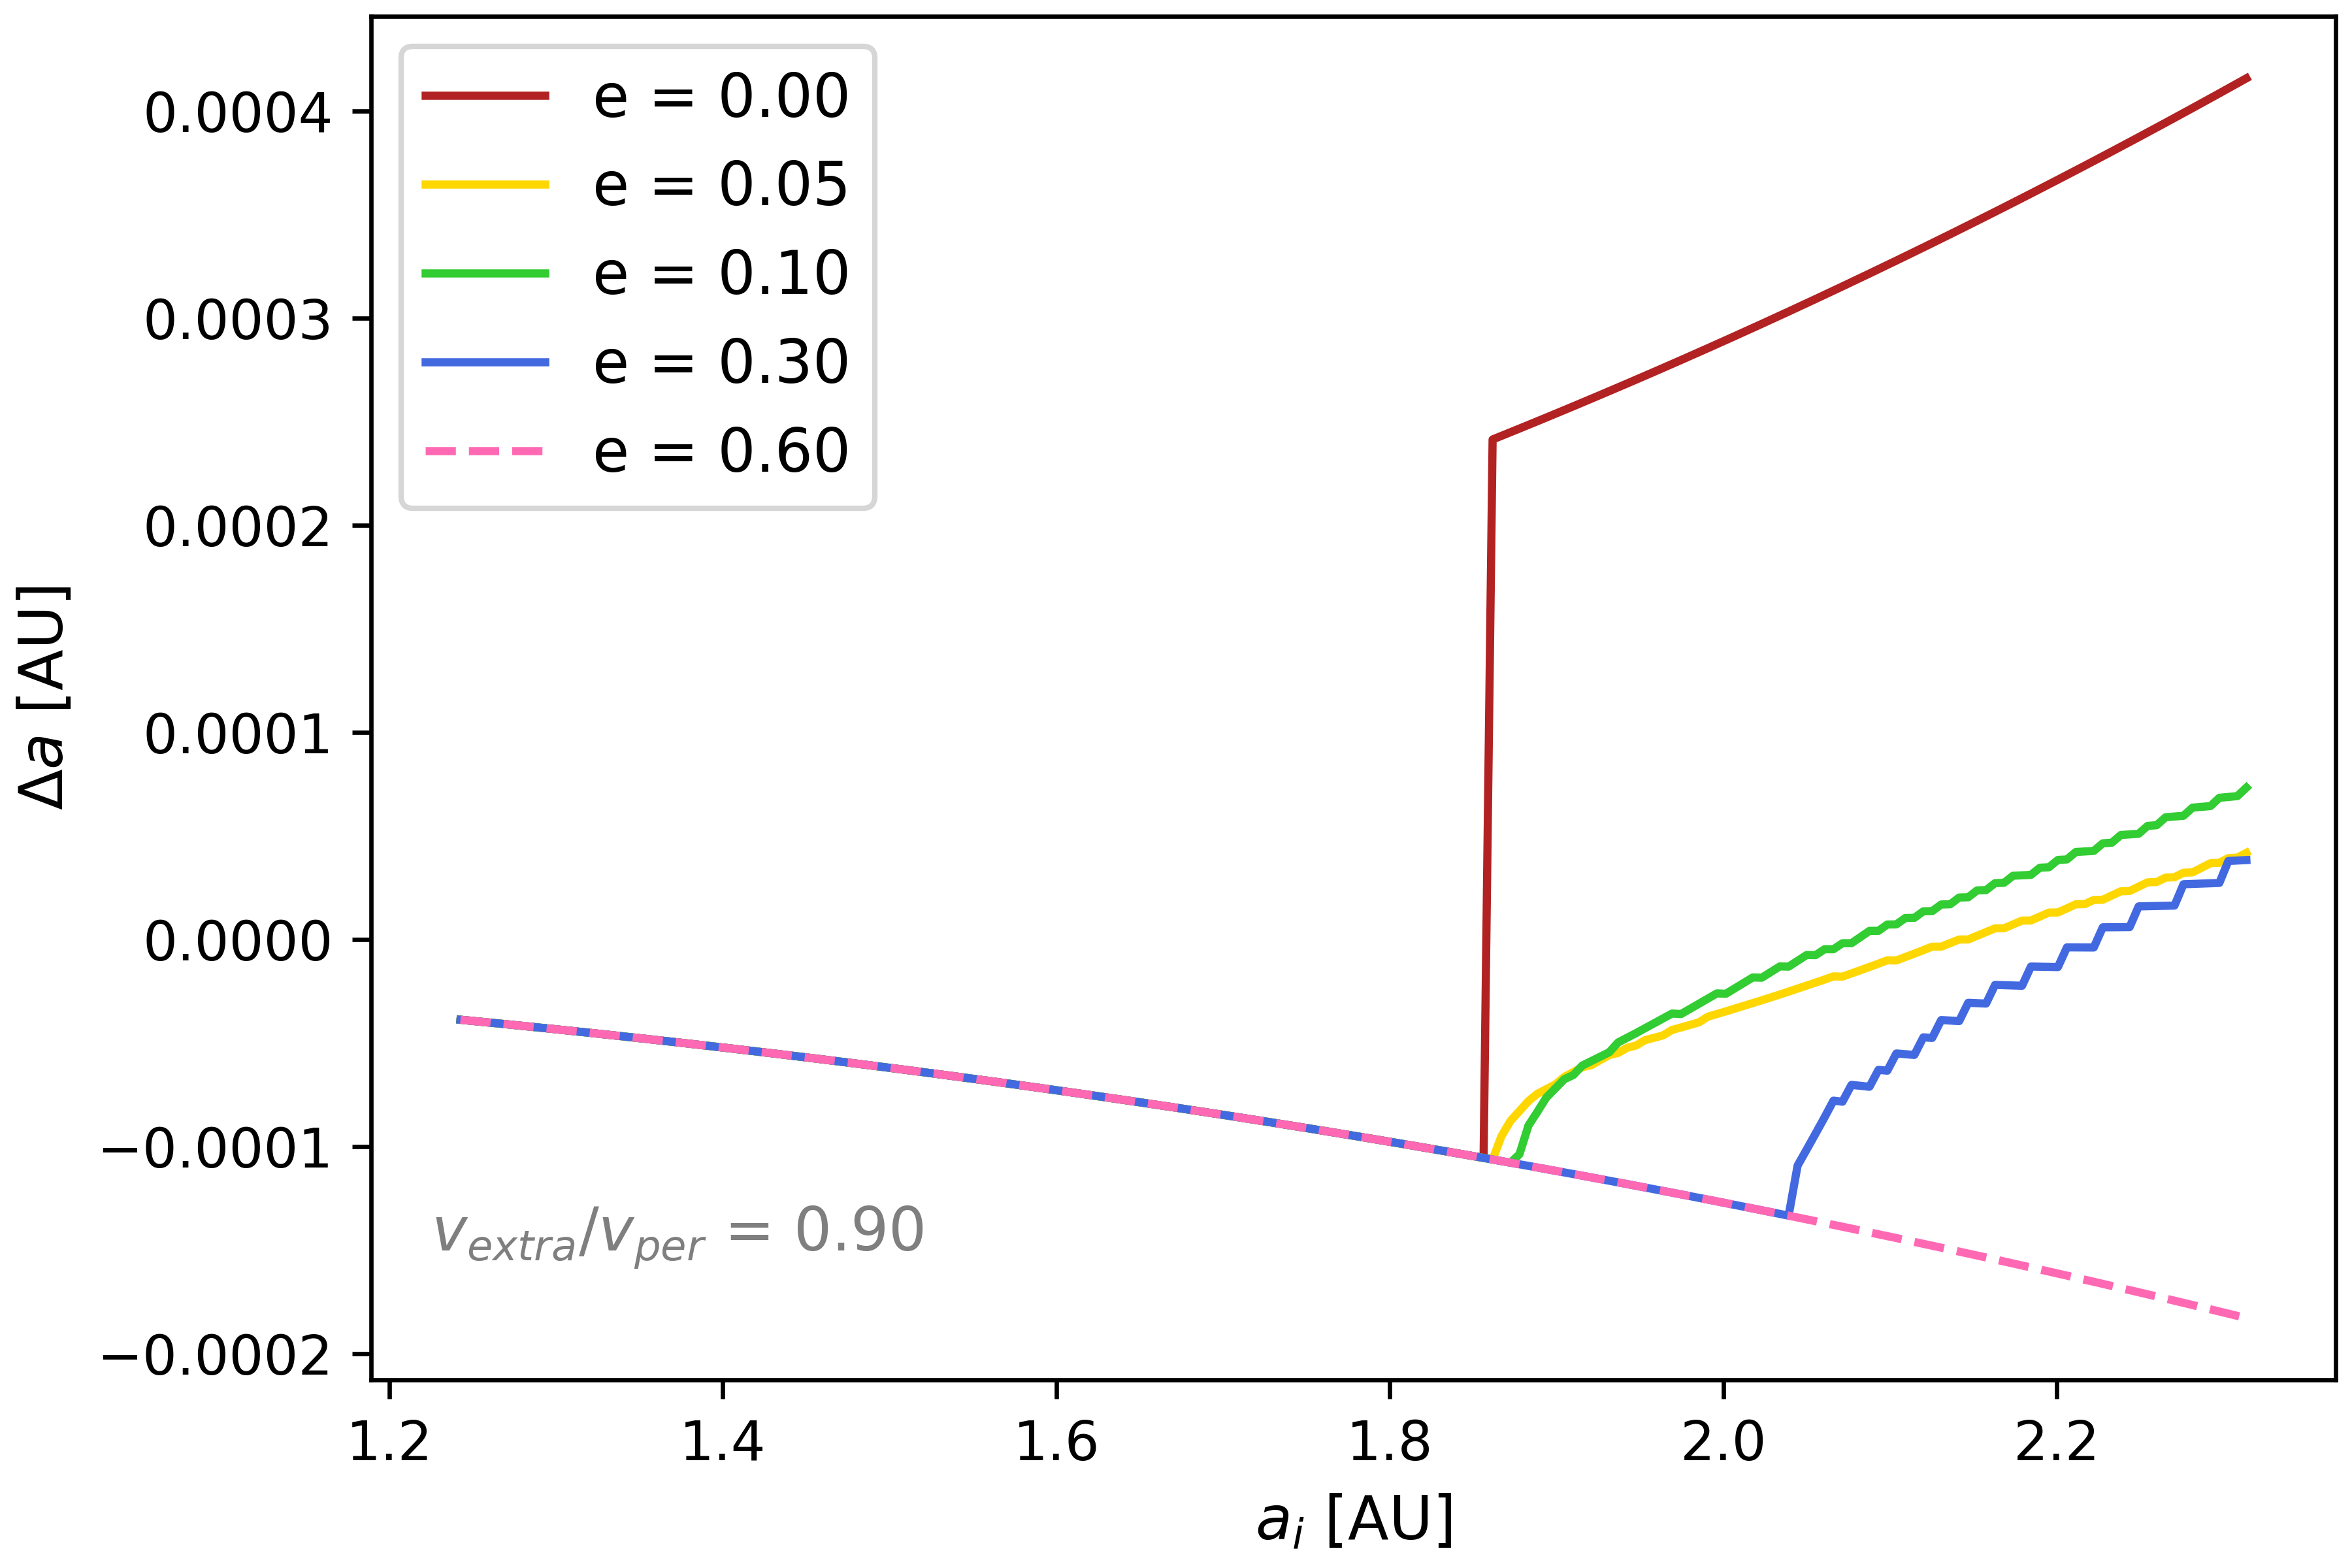 e = 0.00
e = 0.05
e = 0.10
e = 0.30
e = 0.60
0.0004
0.0003
0.0002
0.0001
0.0000
−0.0001
−0.0002
Δa [AU]
v_extra/v_per = 0.90
1.2 1.4 1.6 1.8 2.0 2.2
a_i [AU]